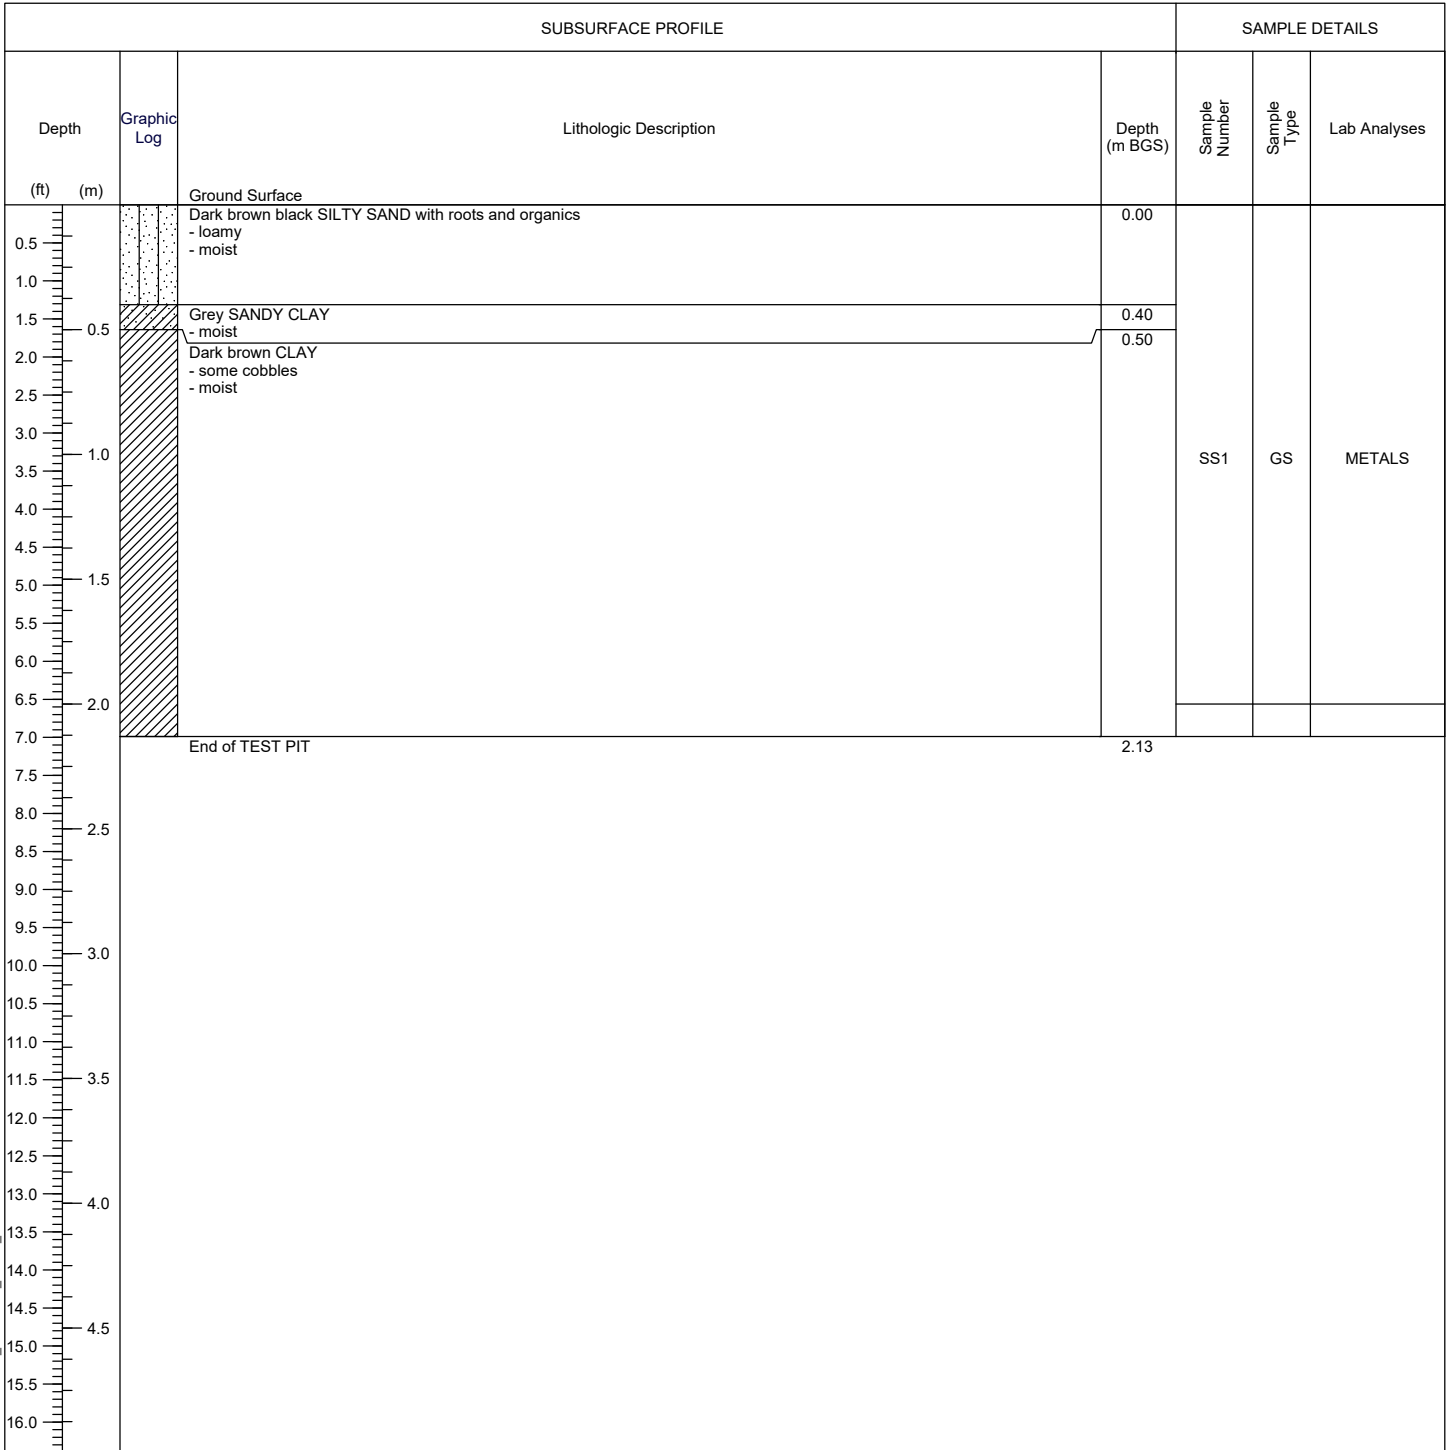 SUBSURFACE PROFILE
SAMPLE DETAILS
Depth
(ft) (m)
Graphic
Log
Lithologic Description
Depth
(m BGS)
Sample
Number
Sample
Type
Lab Analyses
Ground Surface
Dark brown black SILTY SAND with roots and organics
- loamy
- moist
0.00
Grey SANDY CLAY
- moist
0.40
Dark brown CLAY
- some cobbles
- moist
0.50
SS1 GS METALS
End of TEST PIT
2.13
0.5
1.0
1.5
2.0
2.5
3.0
3.5
4.0
4.5
5.0
5.5
6.0
6.5
7.0
7.5
8.0
8.5
9.0
9.5
10.0
10.5
11.0
11.5
12.0
12.5
13.0
13.5
14.0
14.5
15.0
15.5
16.0
0.5
1.0
1.5
2.0
2.5
3.0
3.5
4.0
4.5